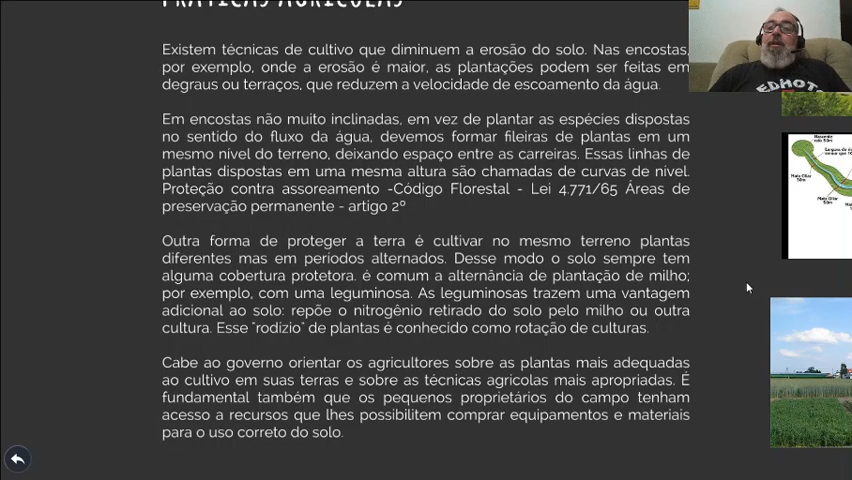 PRÁTICAS AGRÍCOLAS
Existem técnicas de cultivo que diminuem a erosão do solo. Nas encostas,
por exemplo, onde a erosão é maior, as plantações podem ser feitas em
degraus ou terraços, que reduzem a velocidade de escoamento da água.
Em encostas não muito inclinadas, em vez de plantar as espécies dispostas
no sentido do fluxo da água, devemos formar fileiras de plantas em um
mesmo nível do terreno, deixando espaço entre as carreiras. Essas linhas de
plantas dispostas em uma mesma altura são chamadas de curvas de nível.
Proteção contra assoreamento -Código Florestal - Lei 4.771/65 Áreas de
preservação permanente - artigo 2º
Outra forma de proteger a terra é cultivar no mesmo terreno plantas
diferentes mas em períodos alternados. Desse modo o solo sempre tem
alguma cobertura protetora. é comum a alternância de plantação de milho;
por exemplo, com uma leguminosa. As leguminosas trazem uma vantagem
adicional ao solo: repõe o nitrogênio retirado do solo pelo milho ou outra
cultura. Esse "rodízio" de plantas é conhecido como rotação de culturas.
Cabe ao governo orientar os agricultores sobre as plantas mais adequadas
ao cultivo em suas terras e sobre as técnicas agrícolas mais apropriadas. É
fundamental também que os pequenos proprietários do campo tenham
acesso a recursos que lhes possibilitem comprar equipamentos e materiais
para o uso correto do solo.
Mata Ciliar
50m